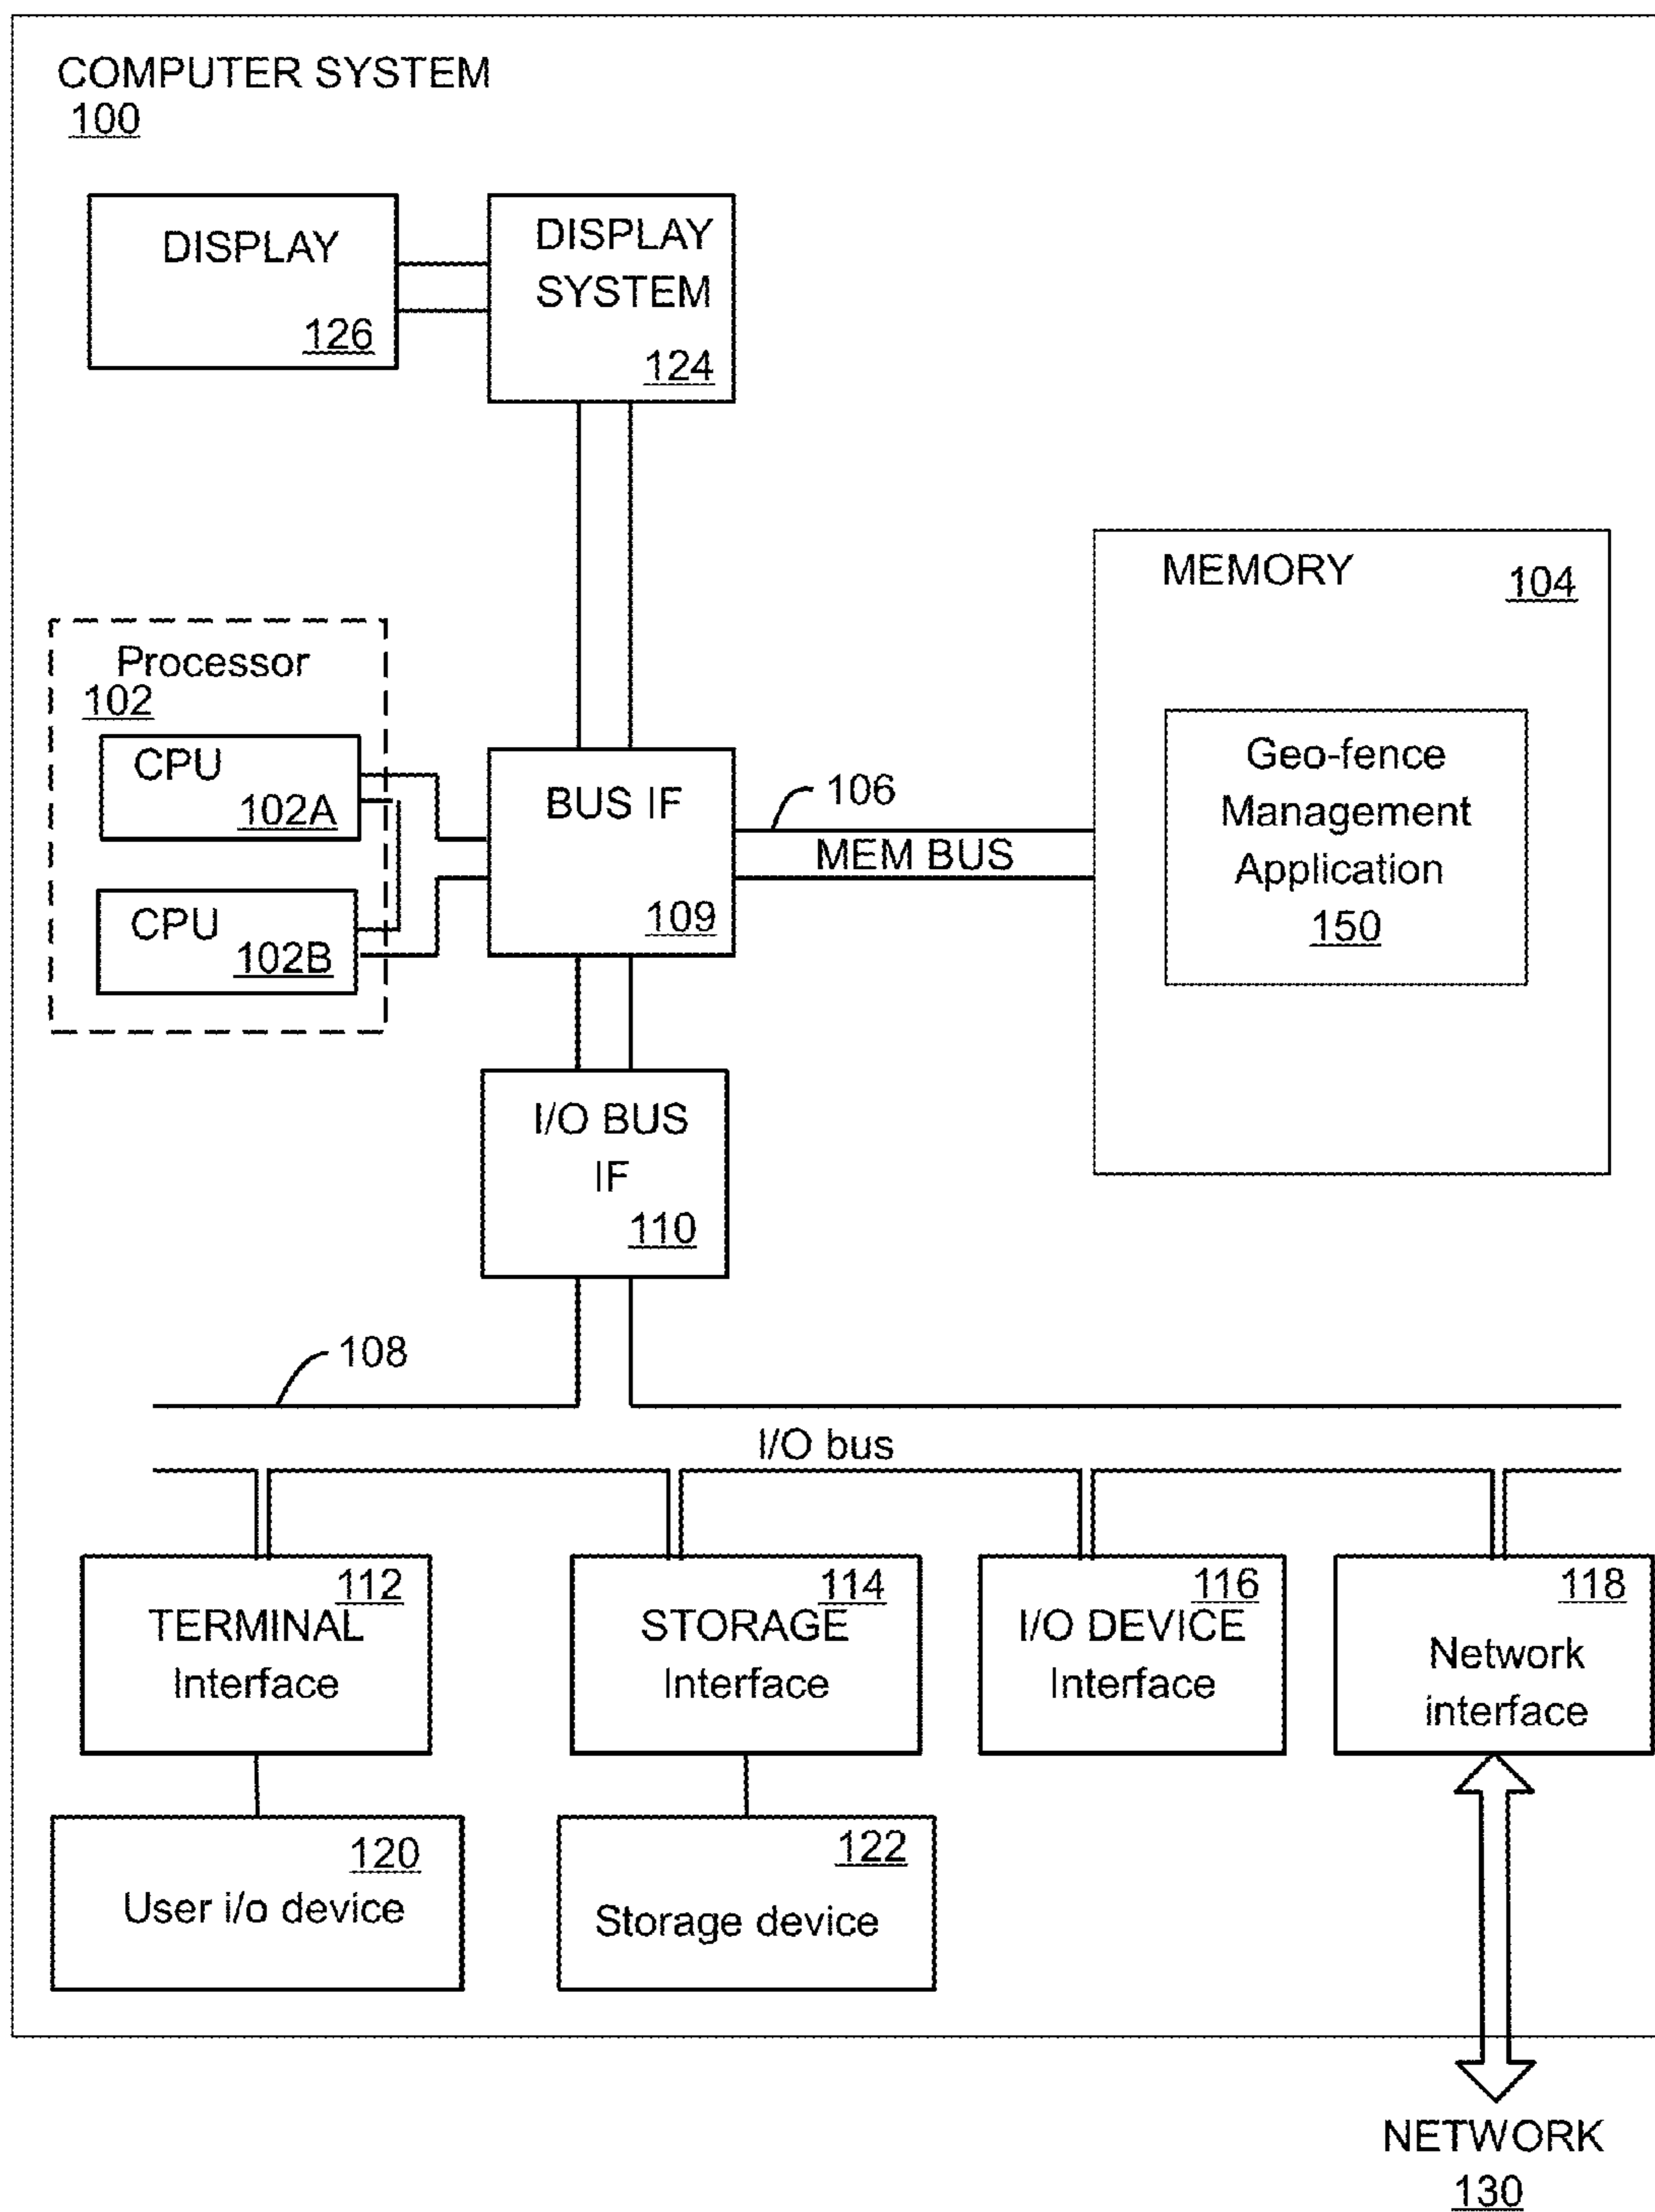 COMPUTER SYSTEM
100
DISPLAY
126
DISPLAY
SYSTEM
124
MEMORY
104
Processor
102
CPU
102A
CPU
102B
BUS IF
109
106
MEM BUS
Geo-fence
Management
Application
150
I/O BUS
IF
110
108
I/O bus
112
TERMINAL
Interface
114
STORAGE
Interface
116
I/O DEVICE
Interface
118
Network
interface
120
User i/o device
122
Storage device
NETWORK
130